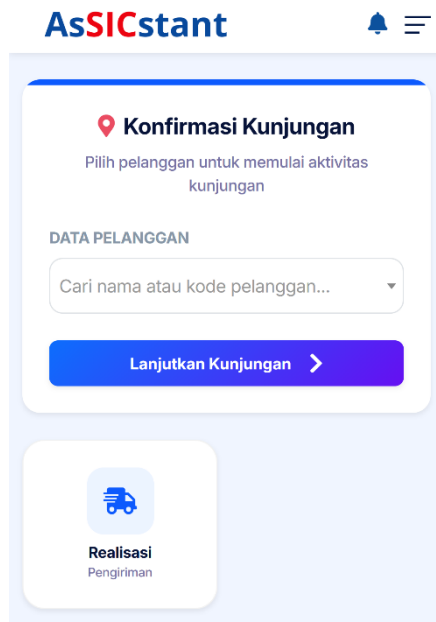 AsSICstant
Konfirmasi Kunjungan
Pilih pelanggan untuk memulai aktivitas
kunjungan
DATA PELANGGAN
Cari nama atau kode pelanggan...
Lanjutkan Kunjungan
Realisasi
Pengiriman